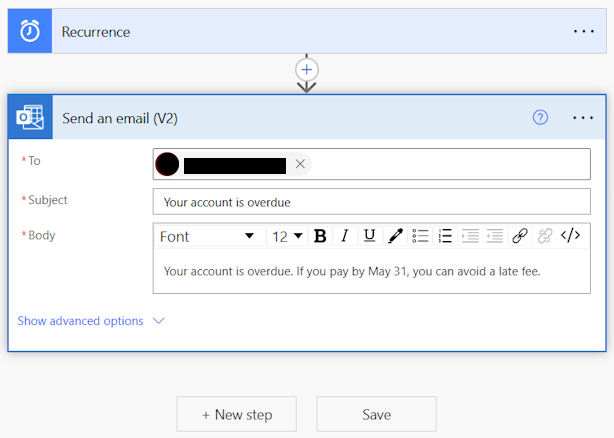 Recurrence
Send an email (V2)
* To
* Subject Your account is overdue
* Body Font 12 B I U </>
Your account is overdue. If you pay by May 31, you can avoid a late fee.
Show advanced options
+ New step Save